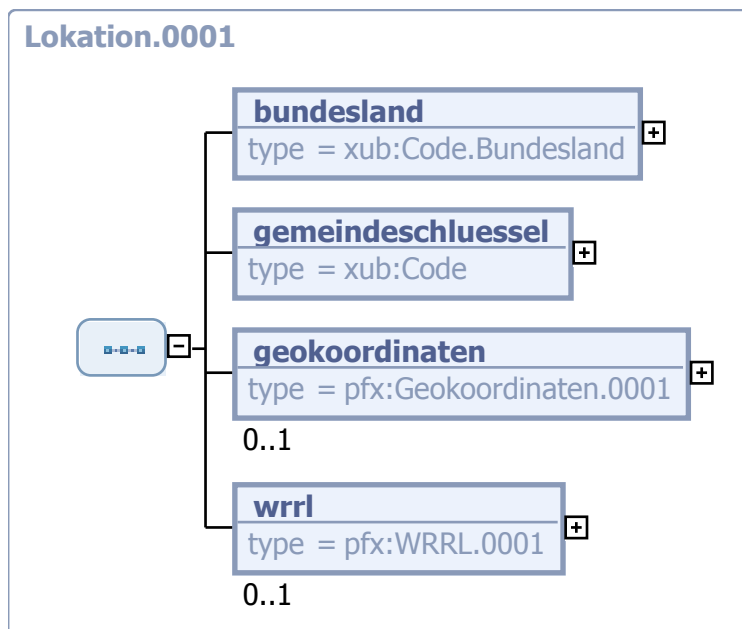 Lokation.0001
bundesland
type = xub:Code.Bundesland
gemeindeschluessel
type = xub:Code
geokoordinaten
type = pfx:Geokoordinaten.0001
0..1
wrrl
type = pfx:WRRL.0001
0..1